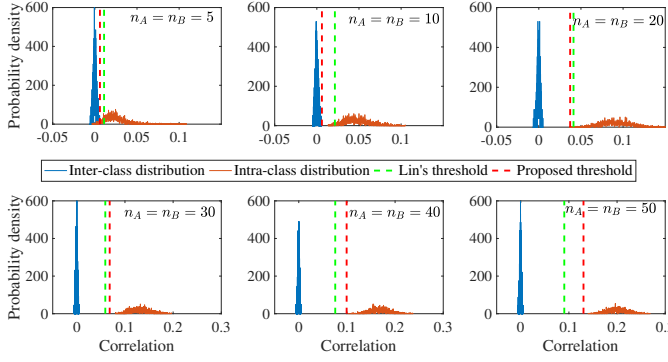 600
400
200
0
Probability density
n_A = n_B = 5
-0.05 0 0.05 0.1
600
400
200
0
n_A = n_B = 10
-0.05 0 0.05 0.1
600
400
200
0
n_A = n_B = 20
-0.05 0 0.05 0.1
Inter-class distribution Intra-class distribution Lin's threshold Proposed threshold
600
400
200
0
Probability density
n_A = n_B = 30
0 0.1 0.2 0.3
Correlation
600
400
200
0
n_A = n_B = 40
0 0.1 0.2 0.3
Correlation
600
400
200
0
n_A = n_B = 50
0 0.1 0.2 0.3
Correlation